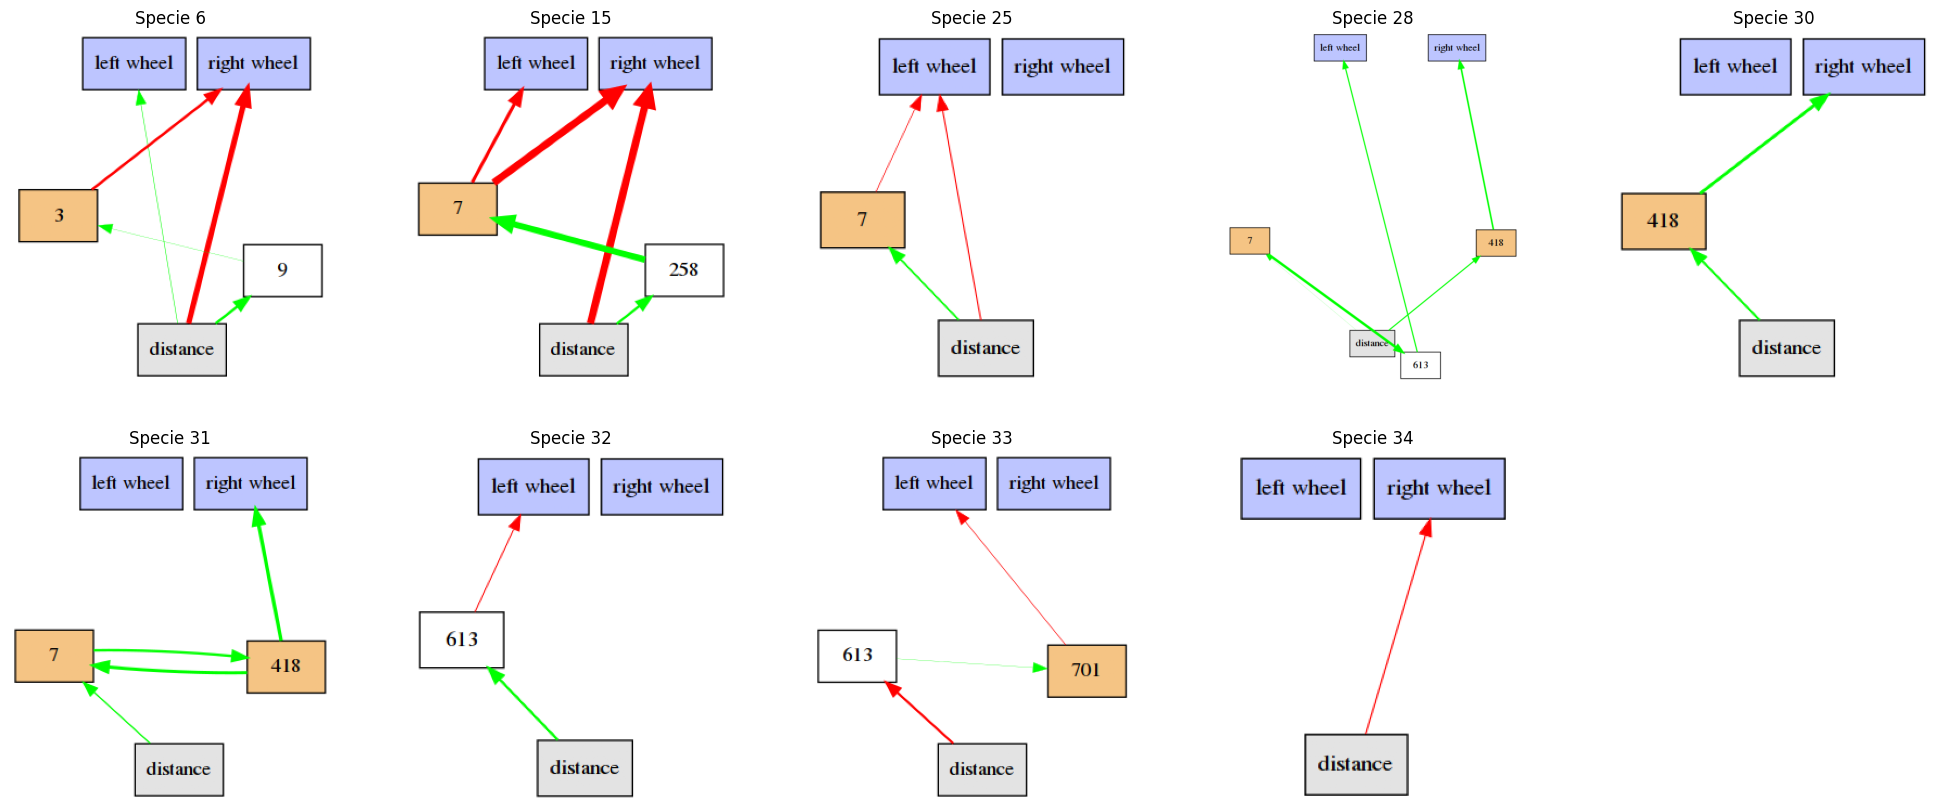 Specie 6
left wheel
right wheel
3
9
distance
Specie 15
left wheel
right wheel
7
258
distance
Specie 25
left wheel
right wheel
7
distance
Specie 28
left wheel
right wheel
7
418
distance
613
Specie 30
left wheel
right wheel
418
distance
Specie 31
left wheel
right wheel
7
418
distance
Specie 32
left wheel
right wheel
613
distance
Specie 33
left wheel
right wheel
613
701
distance
Specie 34
left wheel
right wheel
distance